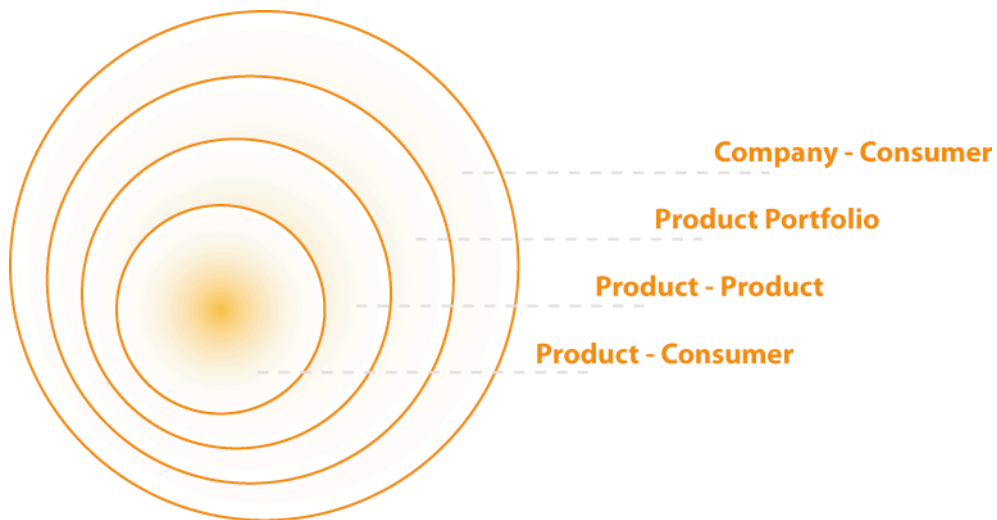 Company - Consumer
Product Portfolio
Product - Product
Product - Consumer